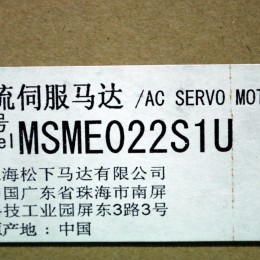 流伺服马达 /AC SERVO MOT
号
el MSME022S1U
海松下马达有限公司
国广东省珠海市南屏
技工业园屏东3路3号
产地：中国